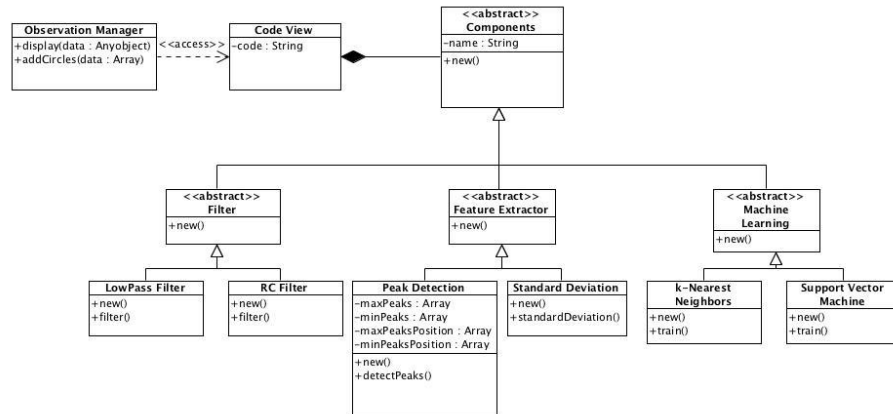 Observation Manager
+display(data : Anyobject)
+addCircles(data : Array)
<<access>>
Code View
-code : String
<<abstract>>
Components
-name : String
+new()
<<abstract>>
Filter
+new()
<<abstract>>
Feature Extractor
+new()
<<abstract>>
Machine
Learning
+new()
LowPass Filter
+new()
+filter()
RC Filter
+new()
+filter()
Peak Detection
-maxPeaks : Array
-minPeaks : Array
-maxPeaksPosition : Array
-minPeaksPosition : Array
+new()
+detectPeaks()
Standard Deviation
+new()
+standardDeviation()
k-Nearest
Neighbors
+new()
+train()
Support Vector
Machine
+new()
+train()